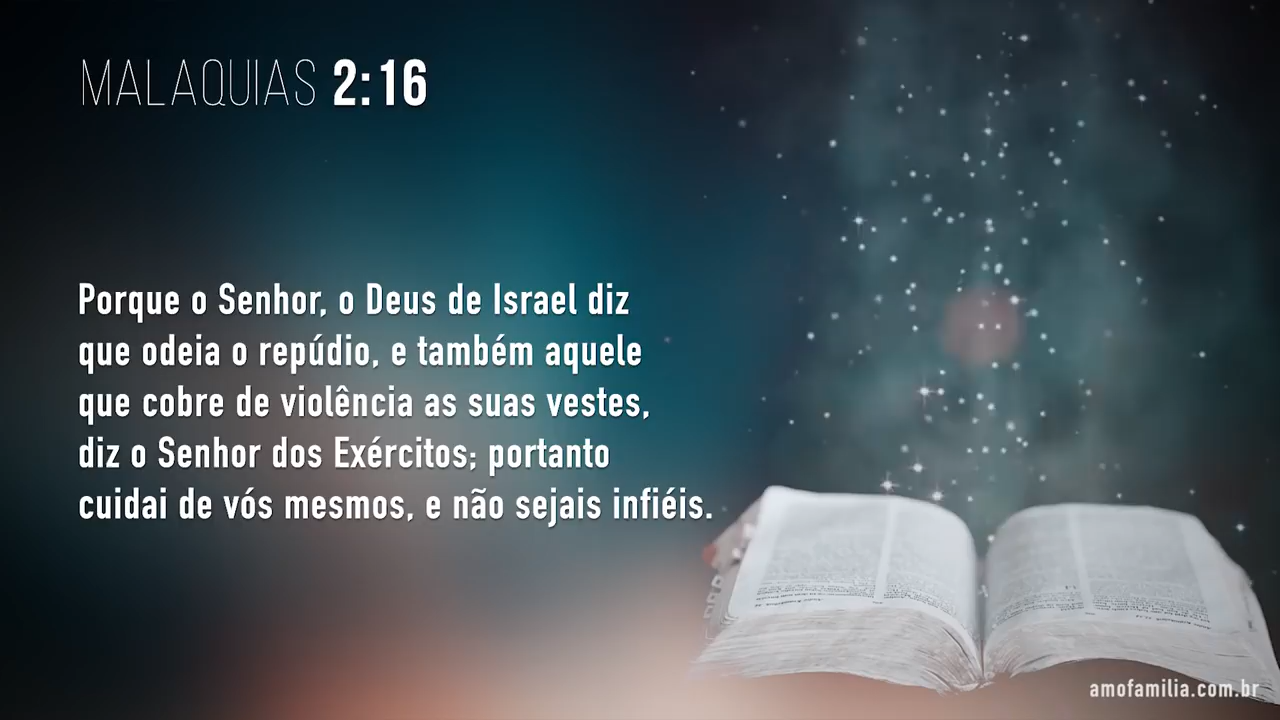 MALAQUIAS 2:16
Porque o Senhor, o Deus de Israel diz
que odeia o repúdio, e também aquele
que cobre de violência as suas vestes,
diz o Senhor dos Exércitos; portanto
cuidai de vós mesmos, e não sejais infiéis.
amofamilia.com.br